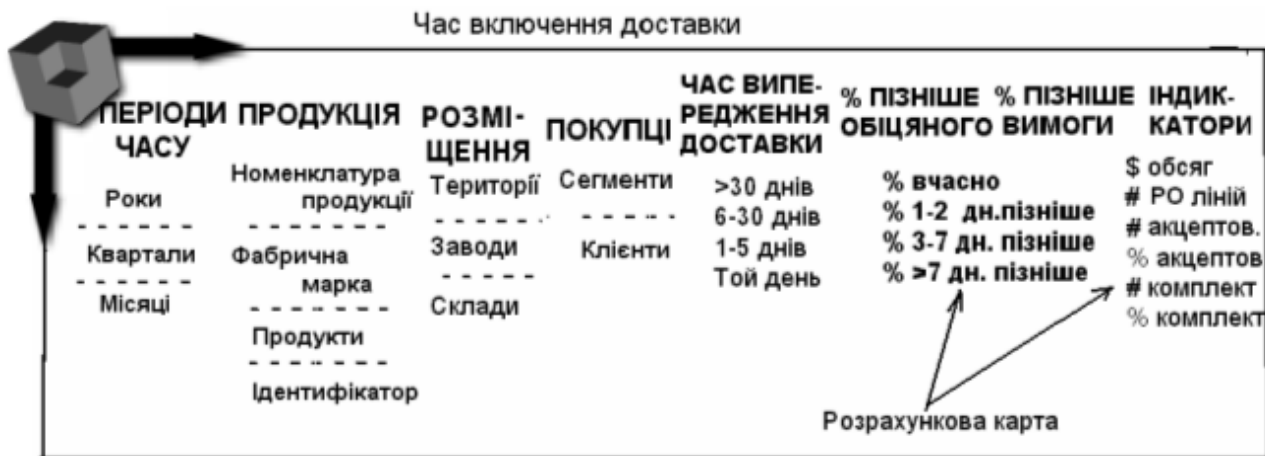 Час включення доставки
ПЕРІОДИ
ЧАСУ
Роки
Квартали
Місяці
ПРОДУКЦІЯ
Номенклатура
продукції
Фабрична
марка
Продукти
Ідентифікатор
РОЗМІ-
ЩЕННЯ
Території
Заводи
Склади
ПОКУПЦІ
Сегменти
Клієнти
ЧАС ВИПЕ-
РЕДЖЕННЯ
ДОСТАВКИ
>30 днів
6-30 днів
1-5 днів
Той день
% ПІЗНІШЕ
ОБІЦЯНОГО
% ПІЗНІШЕ
ВИМОГИ
% вчасно
% 1-2 дн.пізніше
% 3-7 дн. пізніше
% >7 дн. пізніше
ІНДИК-
КАТОРИ
$ обсяг
# РО ліній
# акцептов.
% акцептов
# комплект
% комплект
Розрахункова карта